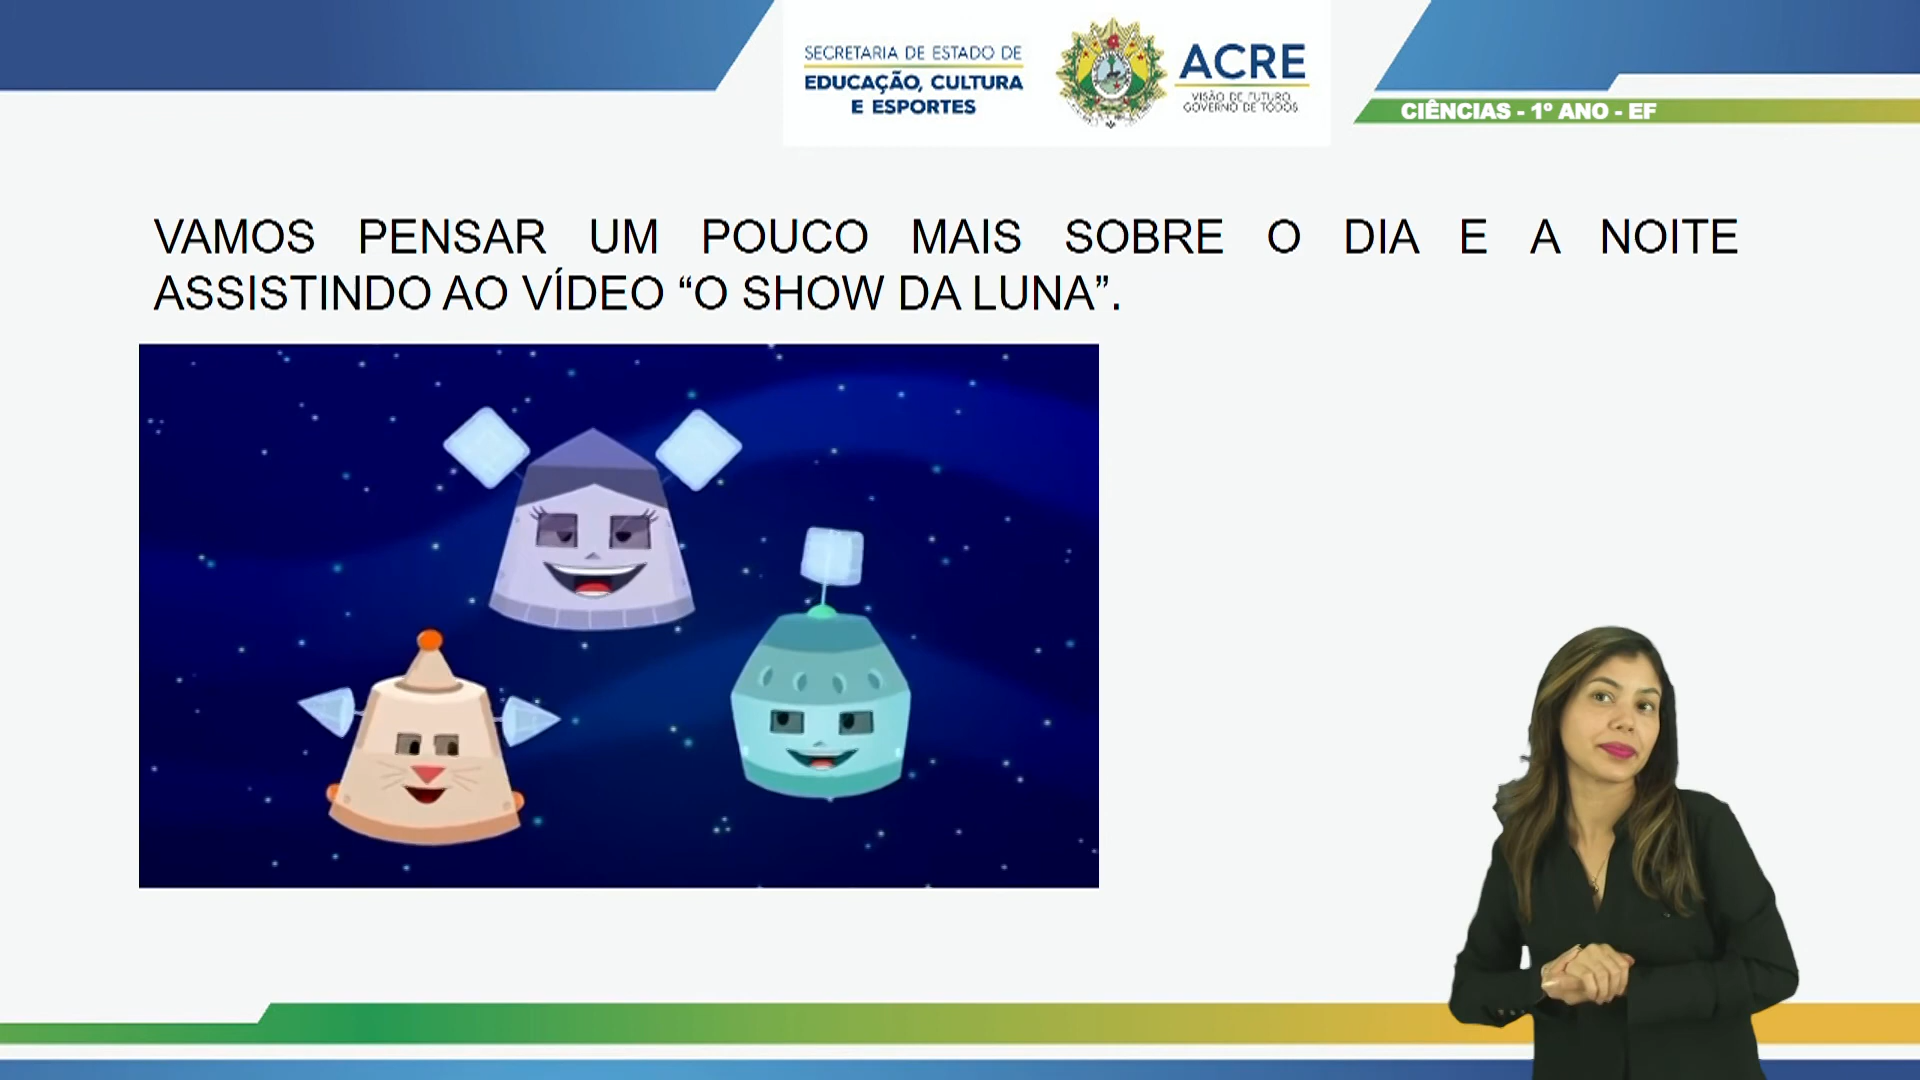 SECRETARIA DE ESTADO DE
EDUCAÇÃO, CULTURA
E ESPORTES
ACRE
VISÃO DE FUTURO,
GOVERNO DE TODOS
CIÊNCIAS - 1º ANO - EF
VAMOS PENSAR UM POUCO MAIS SOBRE O DIA E A NOITE
ASSISTINDO AO VÍDEO “O SHOW DA LUNA”.